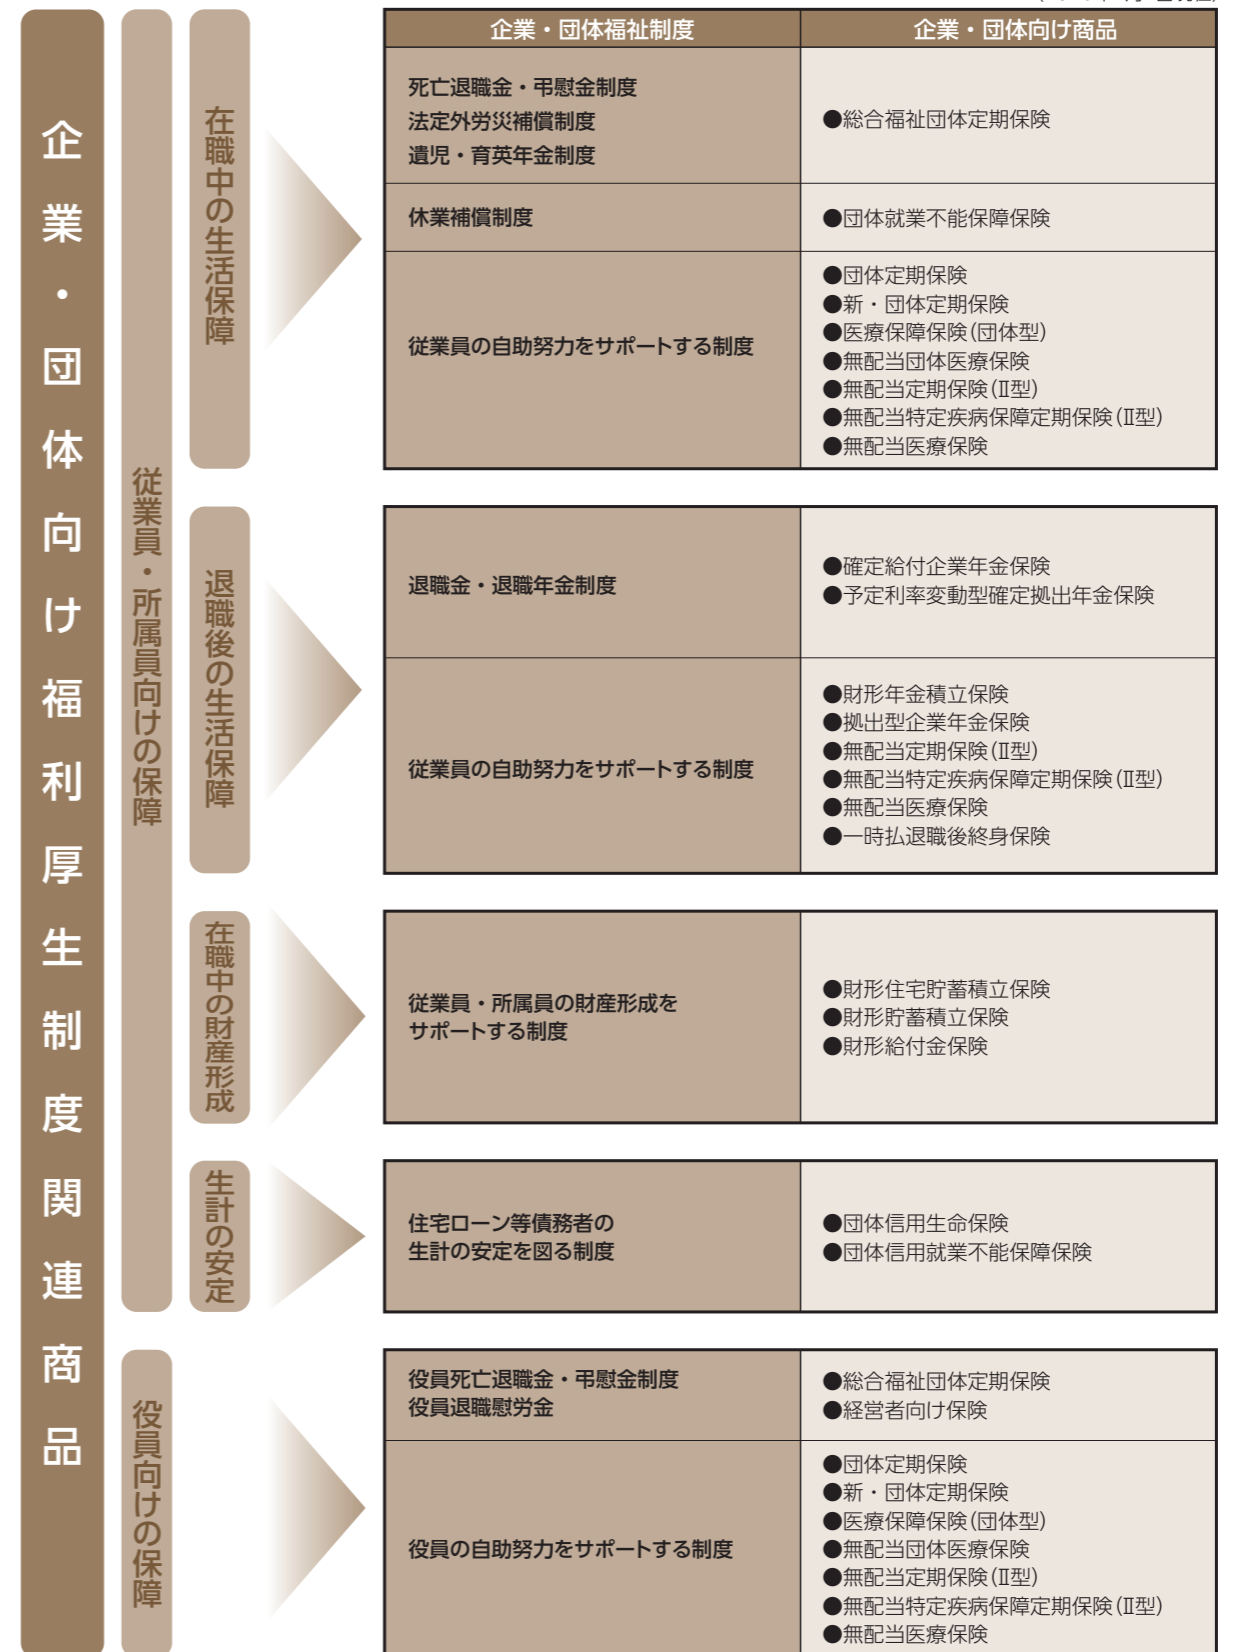 企業・団体向け福利厚生制度関連商品
従業員・所属員向けの保障
在職中の生活保障
企業・団体福祉制度
企業・団体向け商品
死亡退職金・弔慰金制度
法定外労災補償制度
遺児・育英年金制度
●総合福祉団体定期保険
休業補償制度
●団体就業不能保障保険
従業員の自助努力をサポートする制度
●団体定期保険
●新・団体定期保険
●医療保障保険(団体型)
●無配当団体医療保険
●無配当定期保険(Ⅱ型)
●無配当特定疾病保障定期保険(Ⅱ型)
●無配当医療保険
退職後の生活保障
退職金・退職年金制度
●確定給付企業年金保険
●予定利率変動型確定拠出年金保険
従業員の自助努力をサポートする制度
●財形年金積立保険
●拠出型企業年金保険
●無配当定期保険(Ⅱ型)
●無配当特定疾病保障定期保険(Ⅱ型)
●無配当医療保険
●一時払退職後終身保険
在職中の財産形成
従業員・所属員の財産形成を
サポートする制度
●財形住宅貯蓄積立保険
●財形貯蓄積立保険
●財形給付金保険
生計の安定
住宅ローン等債務者の
生計の安定を図る制度
●団体信用生命保険
●団体信用就業不能保障保険
役員向けの保障
役員死亡退職金・弔慰金制度
役員退職慰労金
●総合福祉団体定期保険
●経営者向け保険
役員の自助努力をサポートする制度
●団体定期保険
●新・団体定期保険
●医療保障保険(団体型)
●無配当団体医療保険
●無配当定期保険(Ⅱ型)
●無配当特定疾病保障定期保険(Ⅱ型)
●無配当医療保険